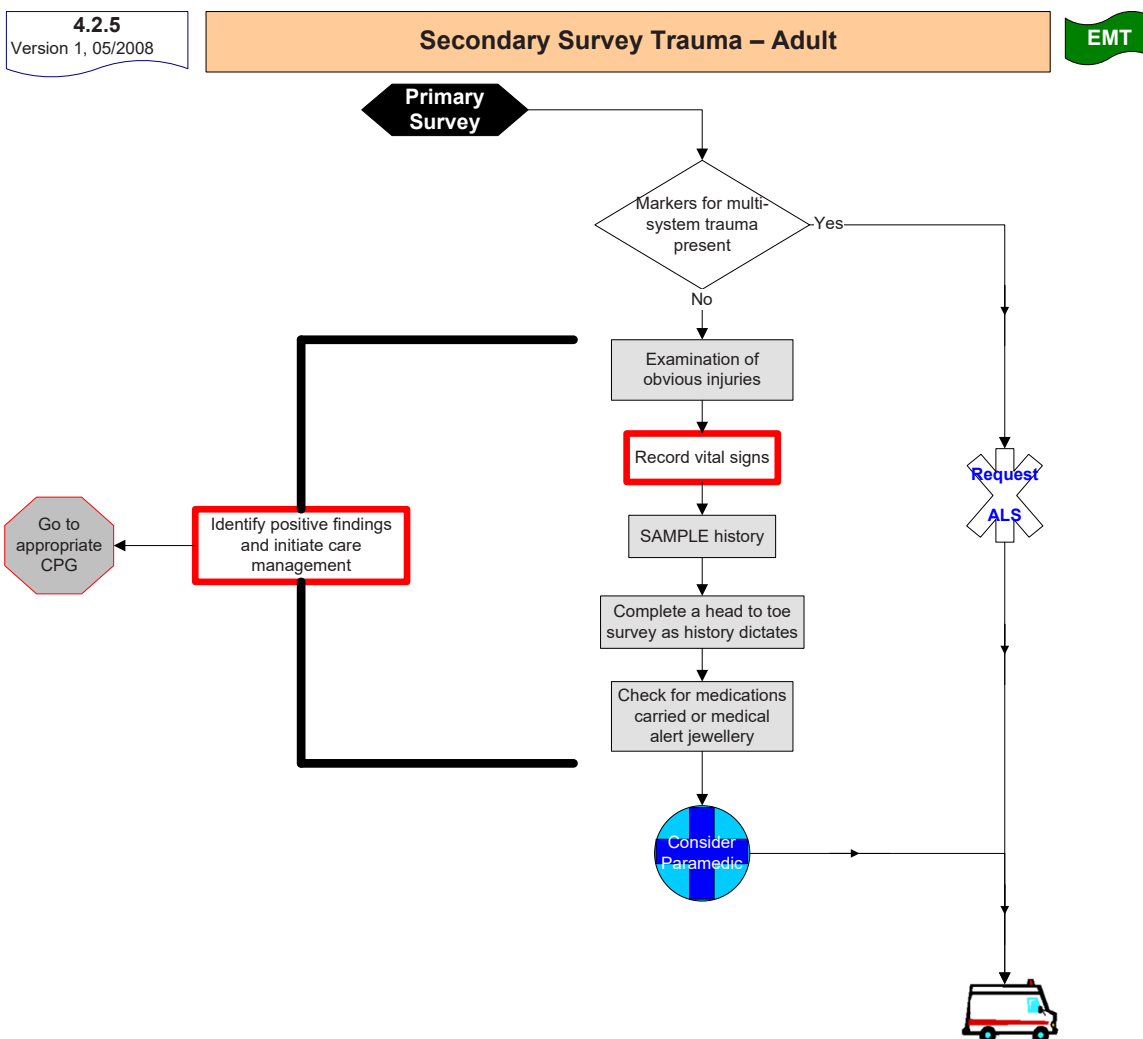 4.2.5
Version 1, 05/2008
Secondary Survey Trauma – Adult
EMT
Primary
Survey
Markers for multi-
system trauma
present
Yes
No
Examination of
obvious injuries
Record vital signs
Request
ALS
SAMPLE history
Identify positive findings
and initiate care
management
Go to
appropriate
CPG
Complete a head to toe
survey as history dictates
Check for medications
carried or medical
alert jewellery
Consider
Paramedic